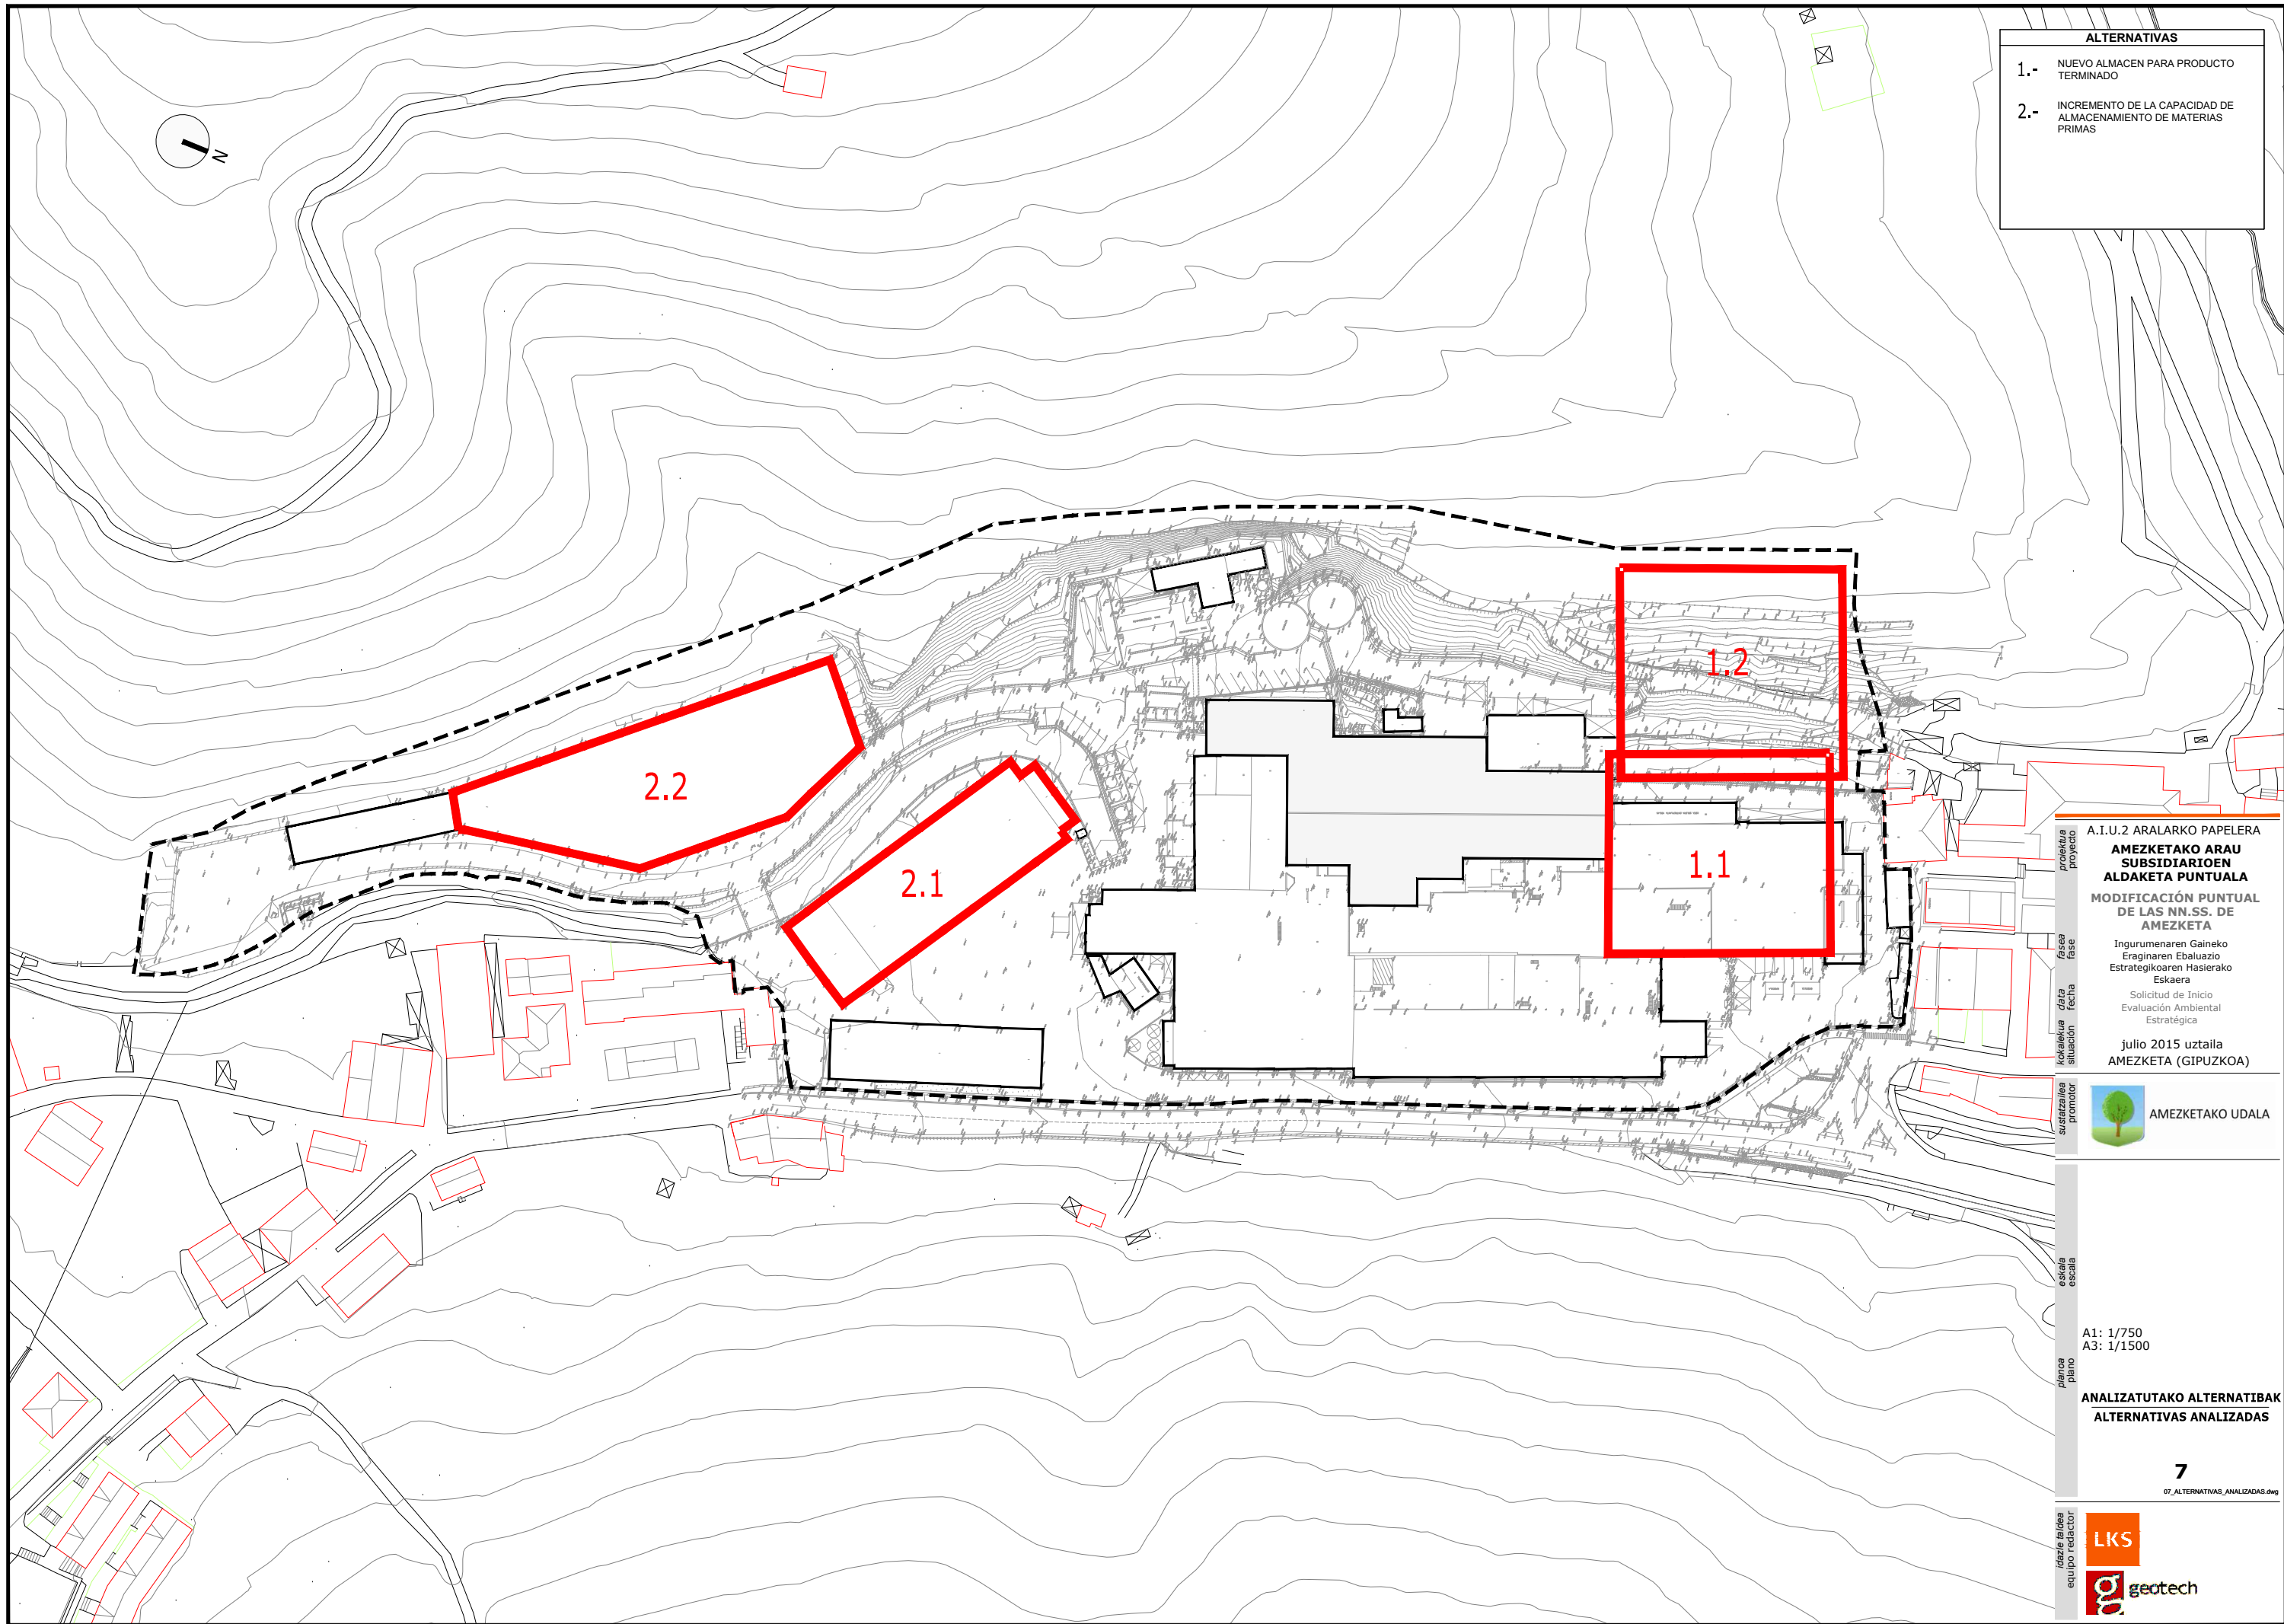 ALTERNATIVAS
1.- NUEVO ALMACEN PARA PRODUCTO
TERMINADO
2.- INCREMENTO DE LA CAPACIDAD DE
ALMACENAMIENTO DE MATERIAS
PRIMAS
N
1.2
2.2
2.1
1.1
proiektua
proyecto
A.I.U.2 ARALARKO PAPELERA
AMEZKETAKO ARAU
SUBSIDIARIOEN
ALDAKETA PUNTUALA
MODIFICACIÓN PUNTUAL
DE LAS NN.SS. DE
AMEZKETA
fasea
fase
Ingurumenaren Gaineko
Eraginaren Ebaluazio
Estrategikoaren Hasierako
Eskaera
Solicitud de Inicio
Evaluación Ambiental
Estratégica
data
fecha
julio 2015 uztaila
kokalekua
situación
AMEZKETA (GIPUZKOA)
sustatzailea
promotor
AMEZKETAKO UDALA
eskala
escala
A1: 1/750
A3: 1/1500
planoa
plano
ANALIZATUTAKO ALTERNATIBAK
ALTERNATIVAS ANALIZADAS
7
07_ALTERNATIVAS_ANALIZADAS.dwg
idazle taldea
equipo redactor
LKS
g geotech